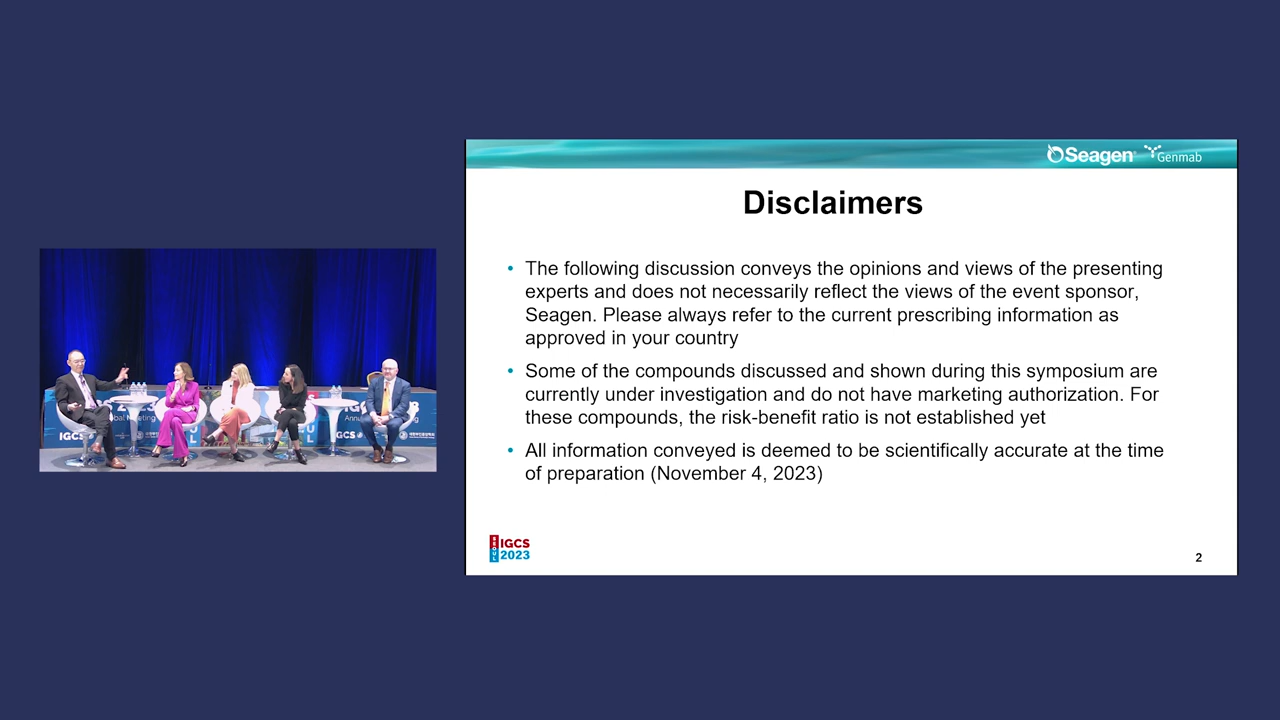 Seagen Genmab
Disclaimers
• The following discussion conveys the opinions and views of the presenting
experts and does not necessarily reflect the views of the event sponsor,
Seagen. Please always refer to the current prescribing information as
approved in your country
• Some of the compounds discussed and shown during this symposium are
currently under investigation and do not have marketing authorization. For
these compounds, the risk-benefit ratio is not established yet
• All information conveyed is deemed to be scientifically accurate at the time
of preparation (November 4, 2023)
SEOUL
IGCS
2023
2
IGCS
IGCS